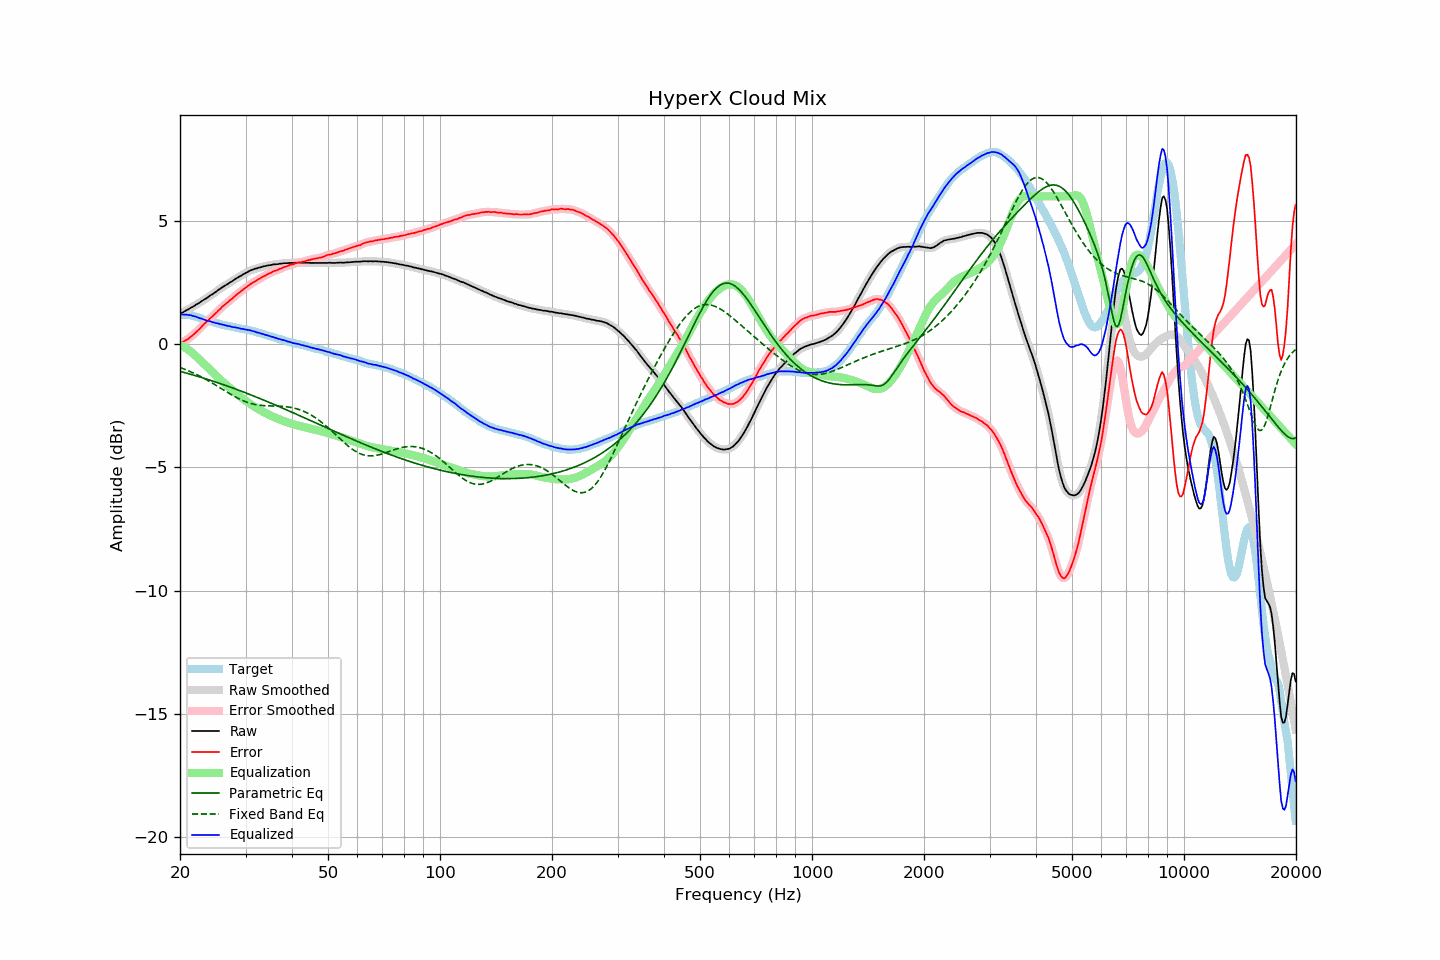 HyperX Cloud Mix
Amplitude (dBr)
5
0
−5
−10
−15
−20
Target
Raw Smoothed
Error Smoothed
Raw
Error
Equalization
Parametric Eq
Fixed Band Eq
Equalized
20 50 100 200 500 1000 2000 5000 10000 20000
Frequency (Hz)